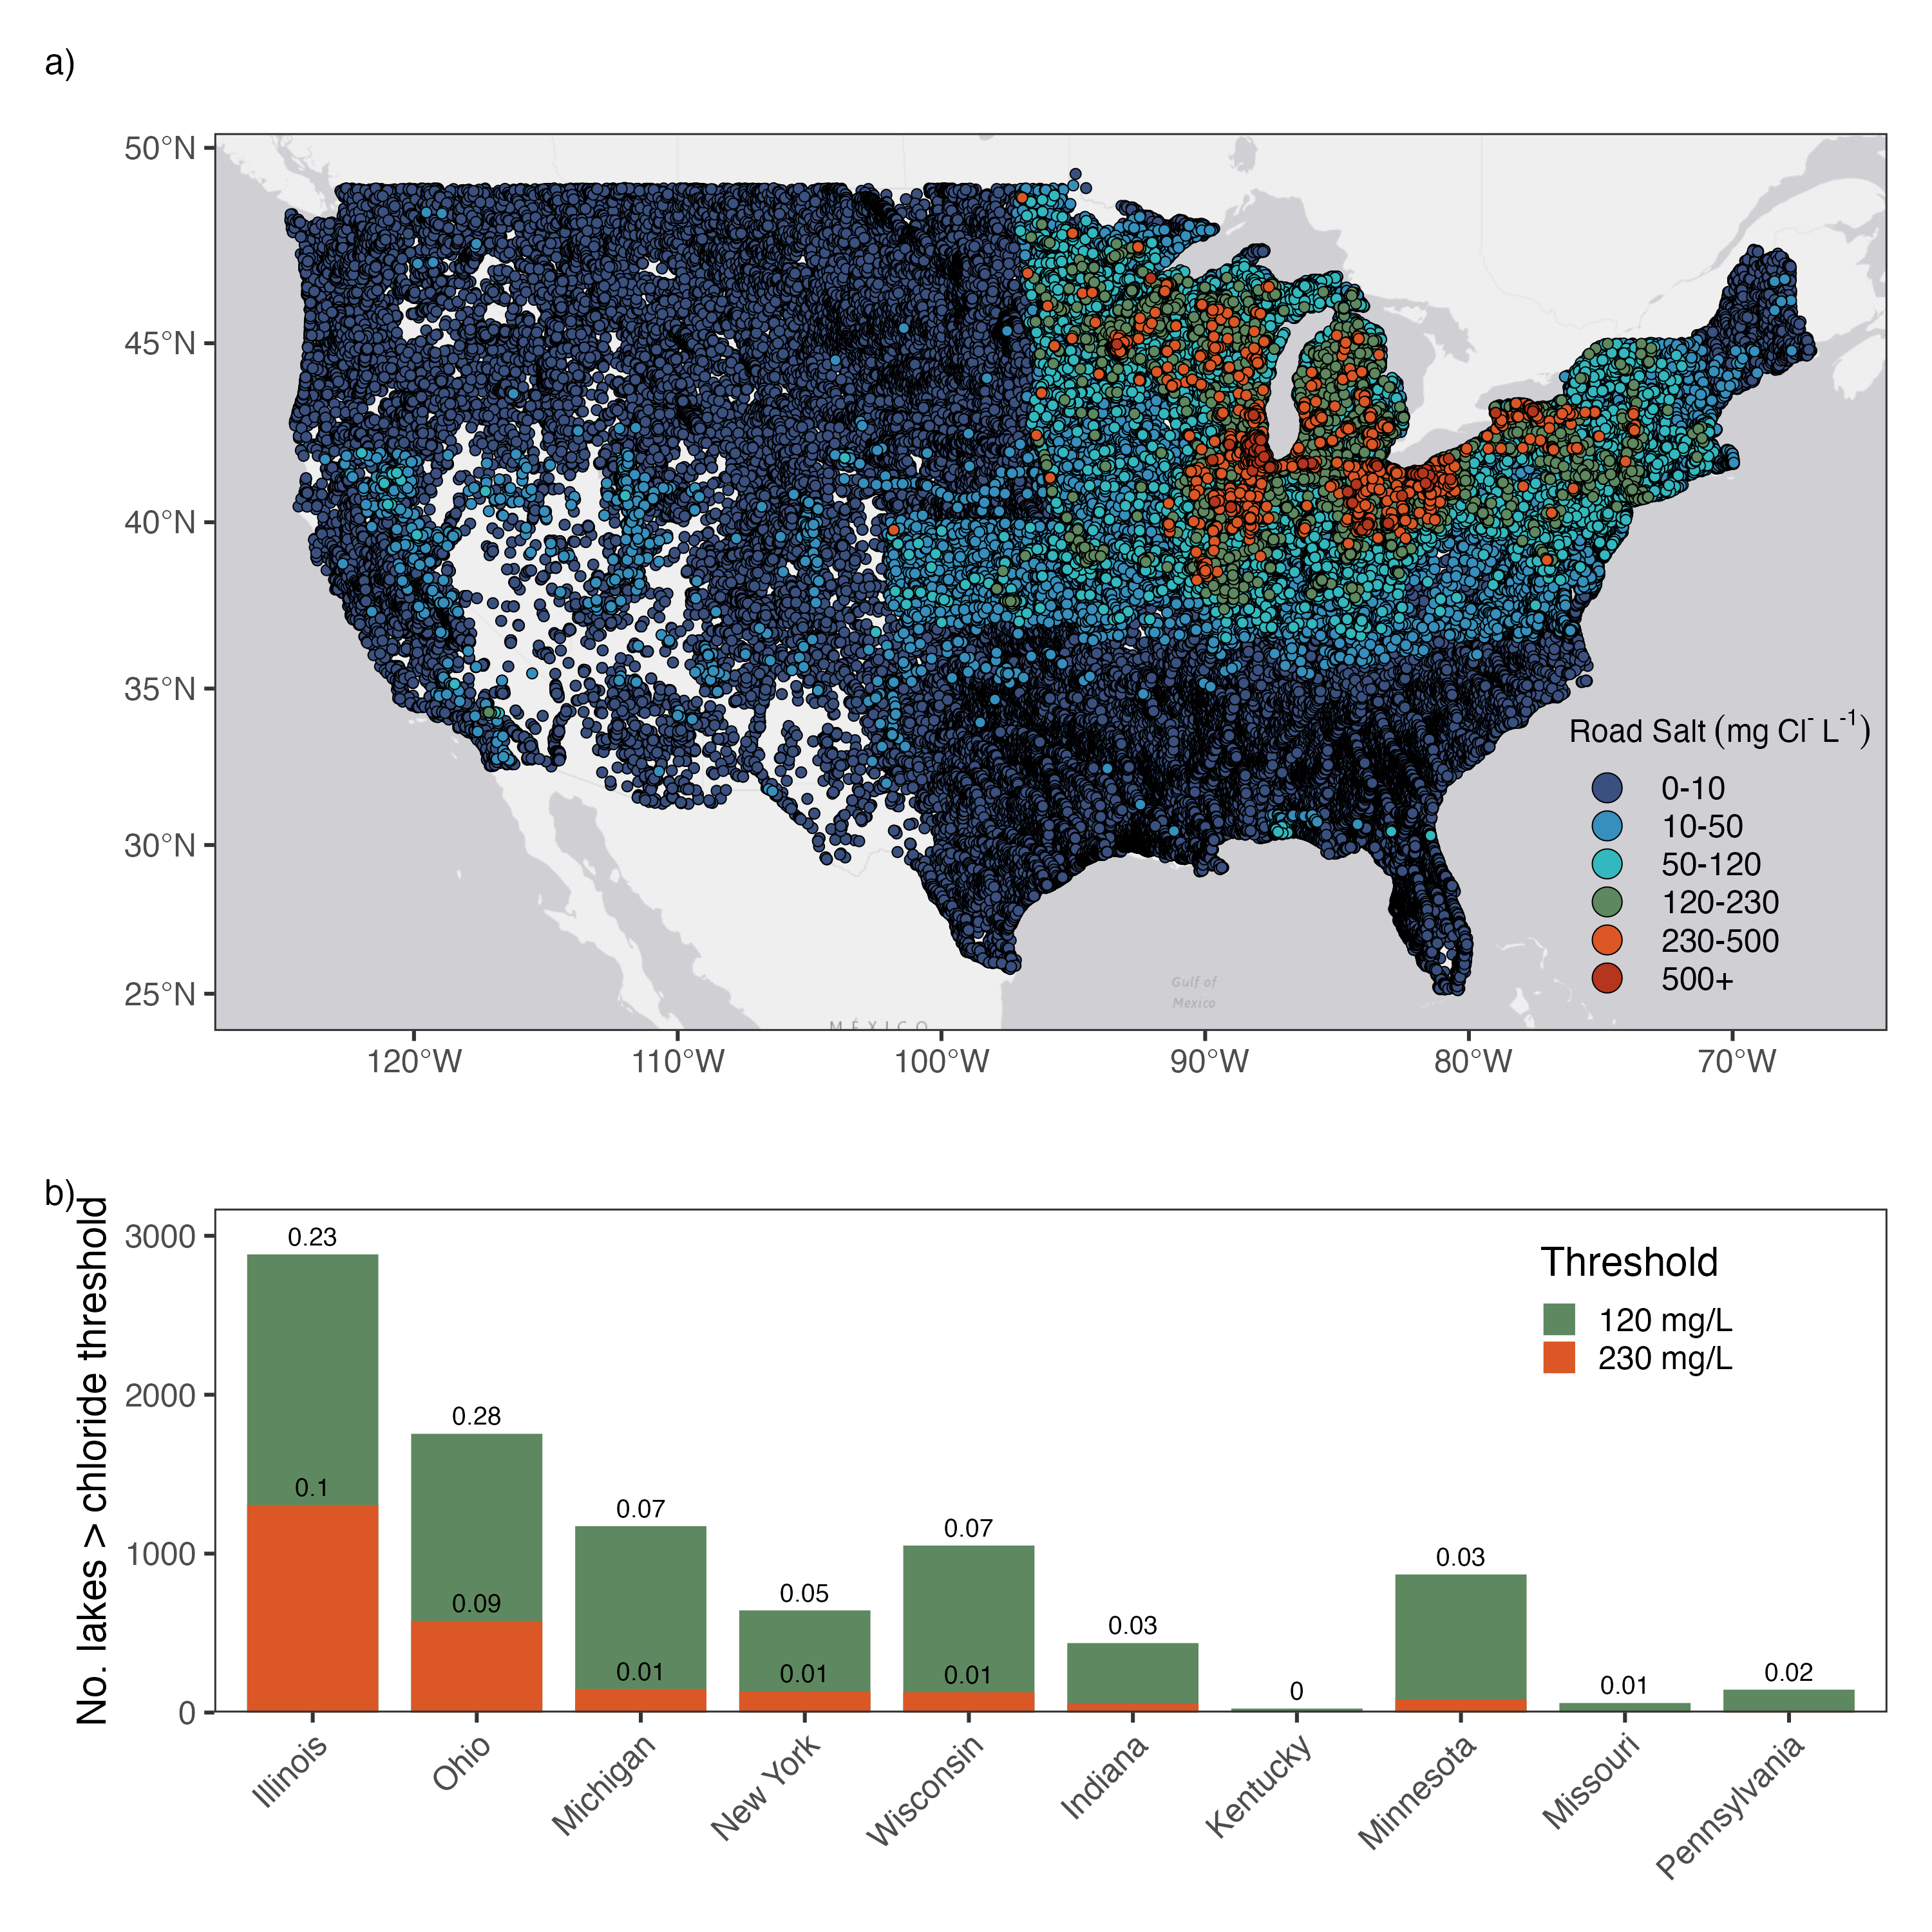 a)
50°N
45°N
40°N
35°N
30°N
25°N
120°W
110°W
100°W
90°W
80°W
70°W
Gulf of
Mexico
MÉXICO
Road Salt (mg Cl⁻ L⁻¹)
0-10
10-50
50-120
120-230
230-500
500+
b)
No. lakes > chloride threshold
3000
2000
1000
0
0.23
0.1
0.28
0.09
0.07
0.01
0.05
0.01
0.07
0.01
0.03
0
0.03
0.01
0.02
Threshold
120 mg/L
230 mg/L
Illinois
Ohio
Michigan
New York
Wisconsin
Indiana
Kentucky
Minnesota
Missouri
Pennsylvania